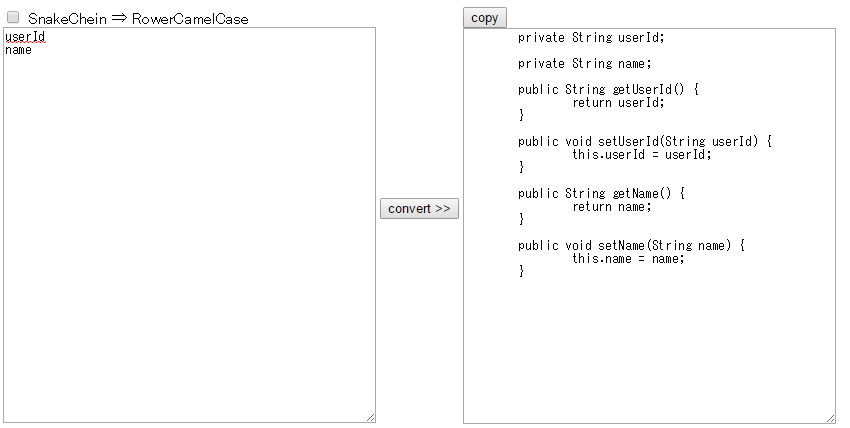 SnakeChein ⇒ RowerCamelCase
userId
name
convert >>
copy
private String userId;
private String name;
public String getUserId() {
return userId;
}
public void setUserId(String userId) {
this.userId = userId;
}
public String getName() {
return name;
}
public void setName(String name) {
this.name = name;
}